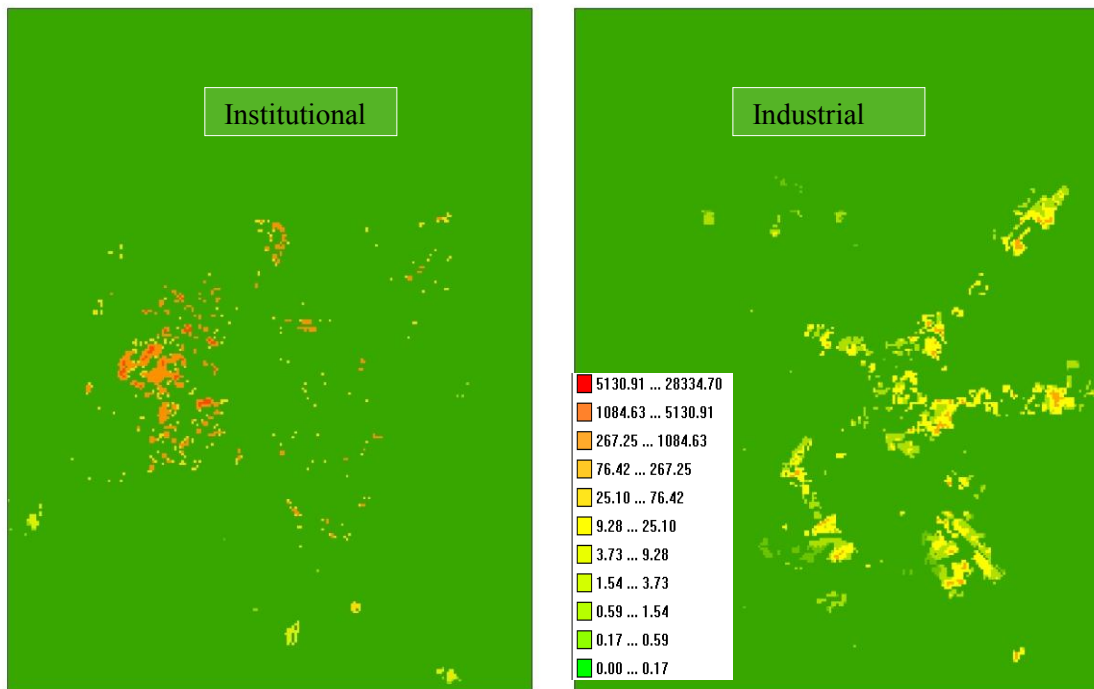 Institutional
Industrial
5130.91 ... 28334.70
1084.63 ... 5130.91
267.25 ... 1084.63
76.42 ... 267.25
25.10 ... 76.42
9.28 ... 25.10
3.73 ... 9.28
1.54 ... 3.73
0.59 ... 1.54
0.17 ... 0.59
0.00 ... 0.17